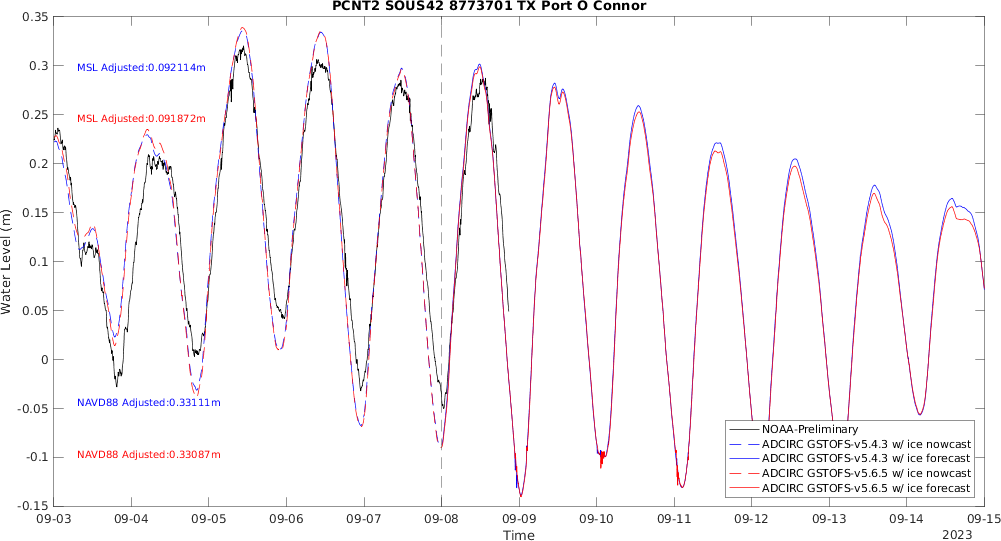 PCNT2 SOUS42 8773701 TX Port O Connor
0.35
0.3
0.25
0.2
0.15
0.1
0.05
0
-0.05
-0.1
-0.15
Water Level (m)
MSL Adjusted:0.092114m
MSL Adjusted:0.091872m
NAVD88 Adjusted:0.33111m
NAVD88 Adjusted:0.33087m
NOAA-Preliminary
ADCIRC GSTOFS-v5.4.3 w/ ice nowcast
ADCIRC GSTOFS-v5.4.3 w/ ice forecast
ADCIRC GSTOFS-v5.6.5 w/ ice nowcast
ADCIRC GSTOFS-v5.6.5 w/ ice forecast
09-03 09-04 09-05 09-06 09-07 09-08 09-09 09-10 09-11 09-12 09-13 09-14 09-15
Time
2023